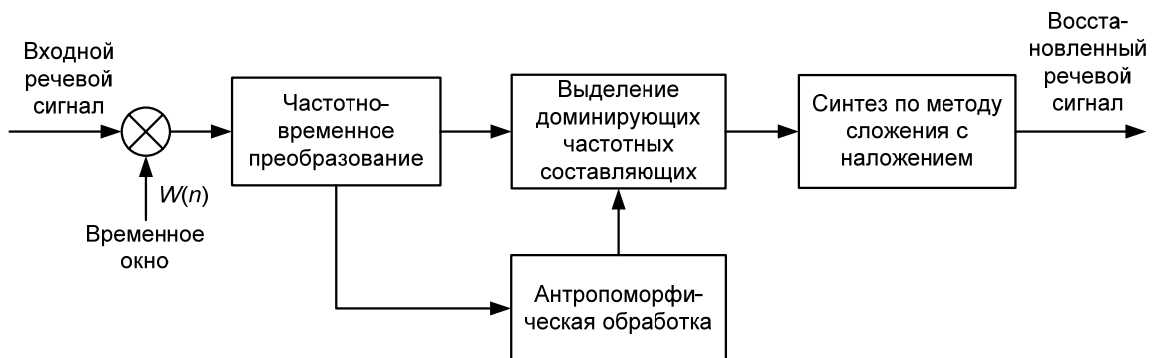 Входной
речевой
сигнал
W(n)
Временное
окно
Частотно–
временное
преобразование
Выделение
доминирующих
частотных
составляющих
Антропоморфи–
ческая обработка
Синтез по методу
сложения с
наложением
Восста–
новленный
речевой
сигнал